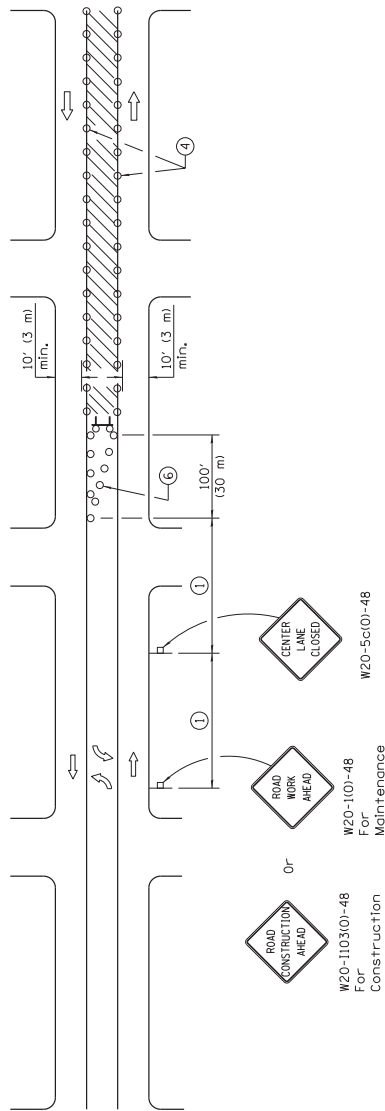 10' (3 m)
min.
10' (3 m)
min.
4
6
100'
(30 m)
1
1
CENTER
LANE
CLOSED
W20-5c(O)-48
ROAD
WORK
AHEAD
W20-1(O)-48
For
Maintenance
Or
ROAD
CONSTRUCTION
AHEAD
W20-I103(O)-48
For
Construction